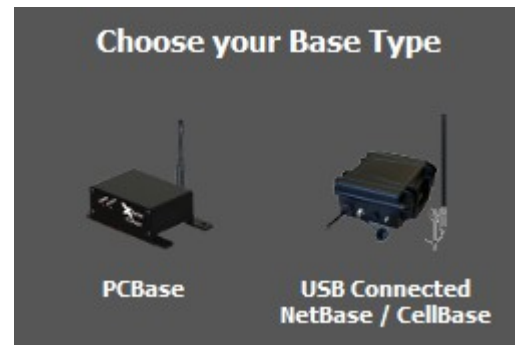 Choose your Base Type
PCBase
USB Connected
NetBase / CellBase